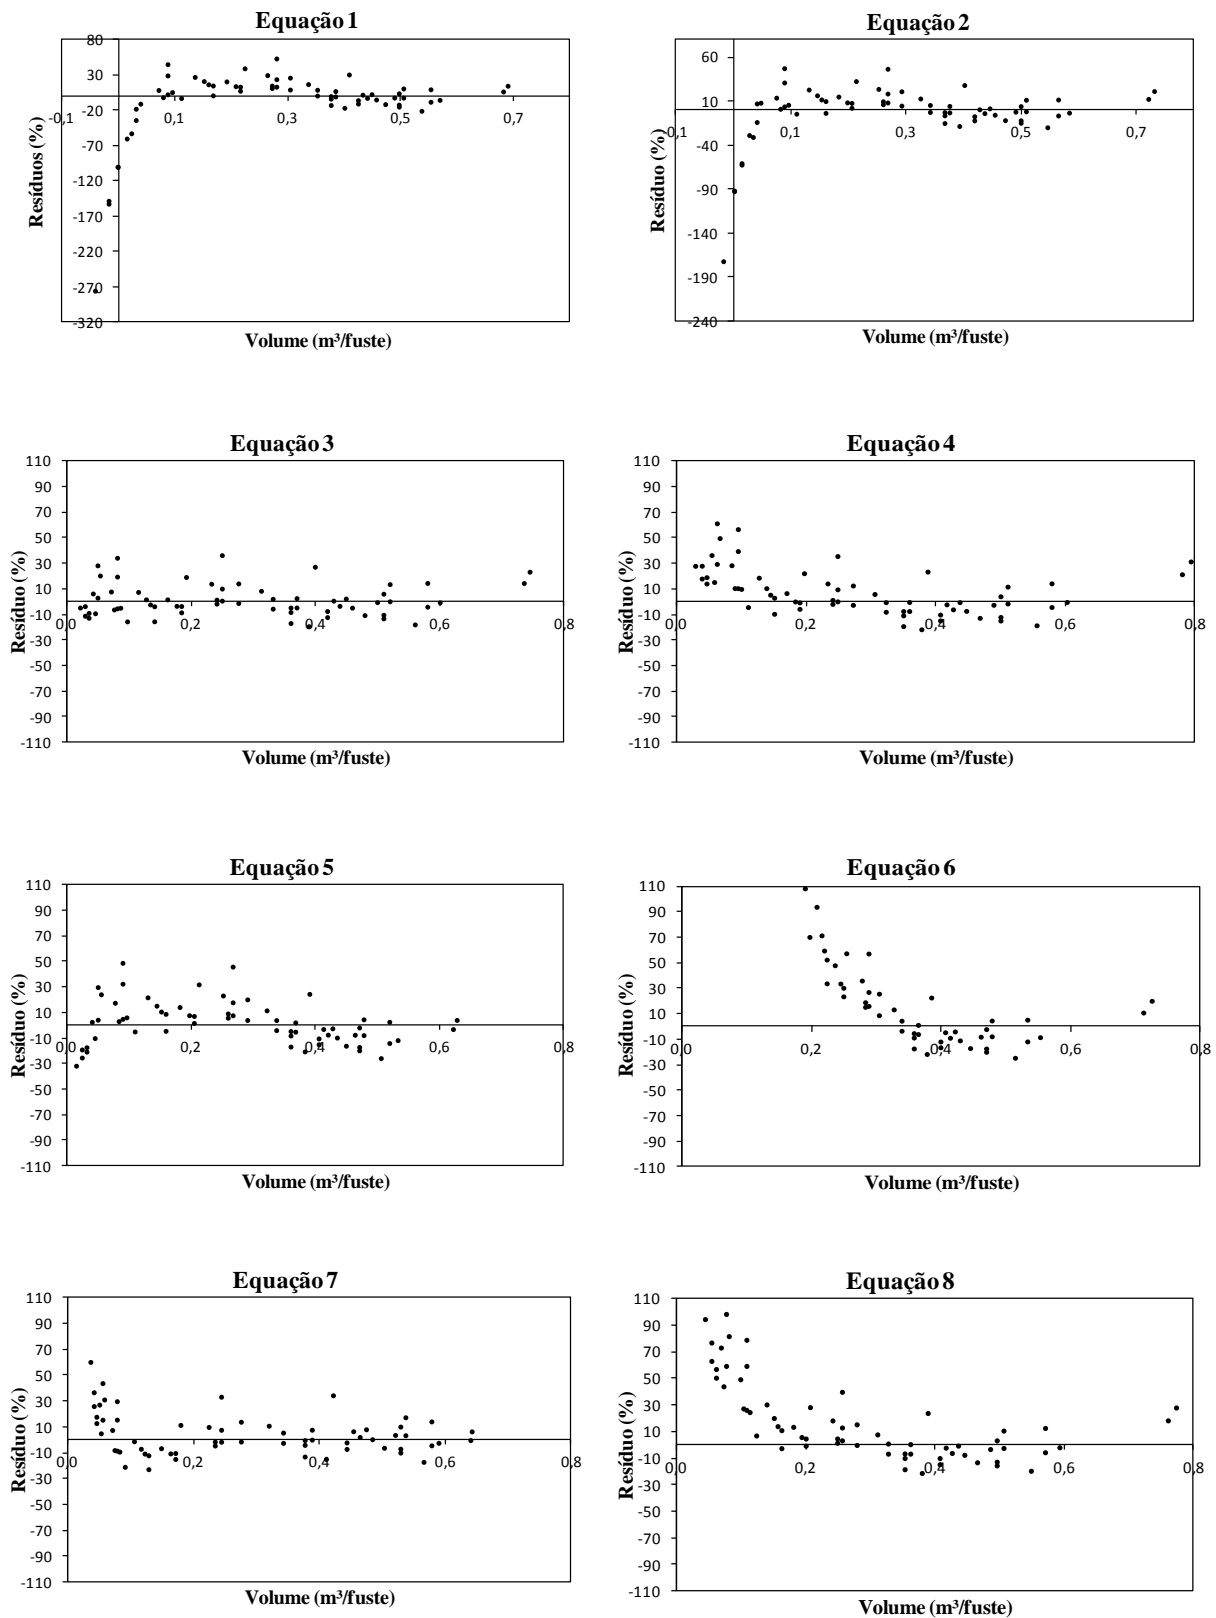 Equação 1
80
30
-20
-70
-120
-170
-220
-270
-320
-0,1 0,1 0,3 0,5 0,7
Resíduos (%)
Volume (m³/fuste)
Equação 2
60
10
-40
-90
-140
-190
-240
0,1 0,1 0,3 0,5 0,7
Resíduo (%)
Volume (m³/fuste)
Equação 3
110
90
70
50
30
10
-10
-30
-50
-70
-90
-110
0,0 0,2 0,4 0,6 0,8
Resíduo (%)
Volume (m³/fuste)
Equação 4
110
90
70
50
30
10
-10
-30
-50
-70
-90
-110
0,0 0,2 0,4 0,6 0,8
Resíduo (%)
Volume (m³/fuste)
Equação 5
110
90
70
50
30
10
-10
-30
-50
-70
-90
-110
0,0 0,2 0,4 0,6 0,8
Resíduo (%)
Volume (m³/fuste)
Equação 6
110
90
70
50
30
10
-10
-30
-50
-70
-90
-110
0,0 0,2 0,4 0,6 0,8
Resíduo (%)
Volume (m³/fuste)
Equação 7
110
90
70
50
30
10
-10
-30
-50
-70
-90
-110
0,0 0,2 0,4 0,6 0,8
Resíduo (%)
Volume (m³/fuste)
Equação 8
110
90
70
50
30
10
-10
-30
-50
-70
-90
-110
0,0 0,2 0,4 0,6 0,8
Resíduo (%)
Volume (m³/fuste)